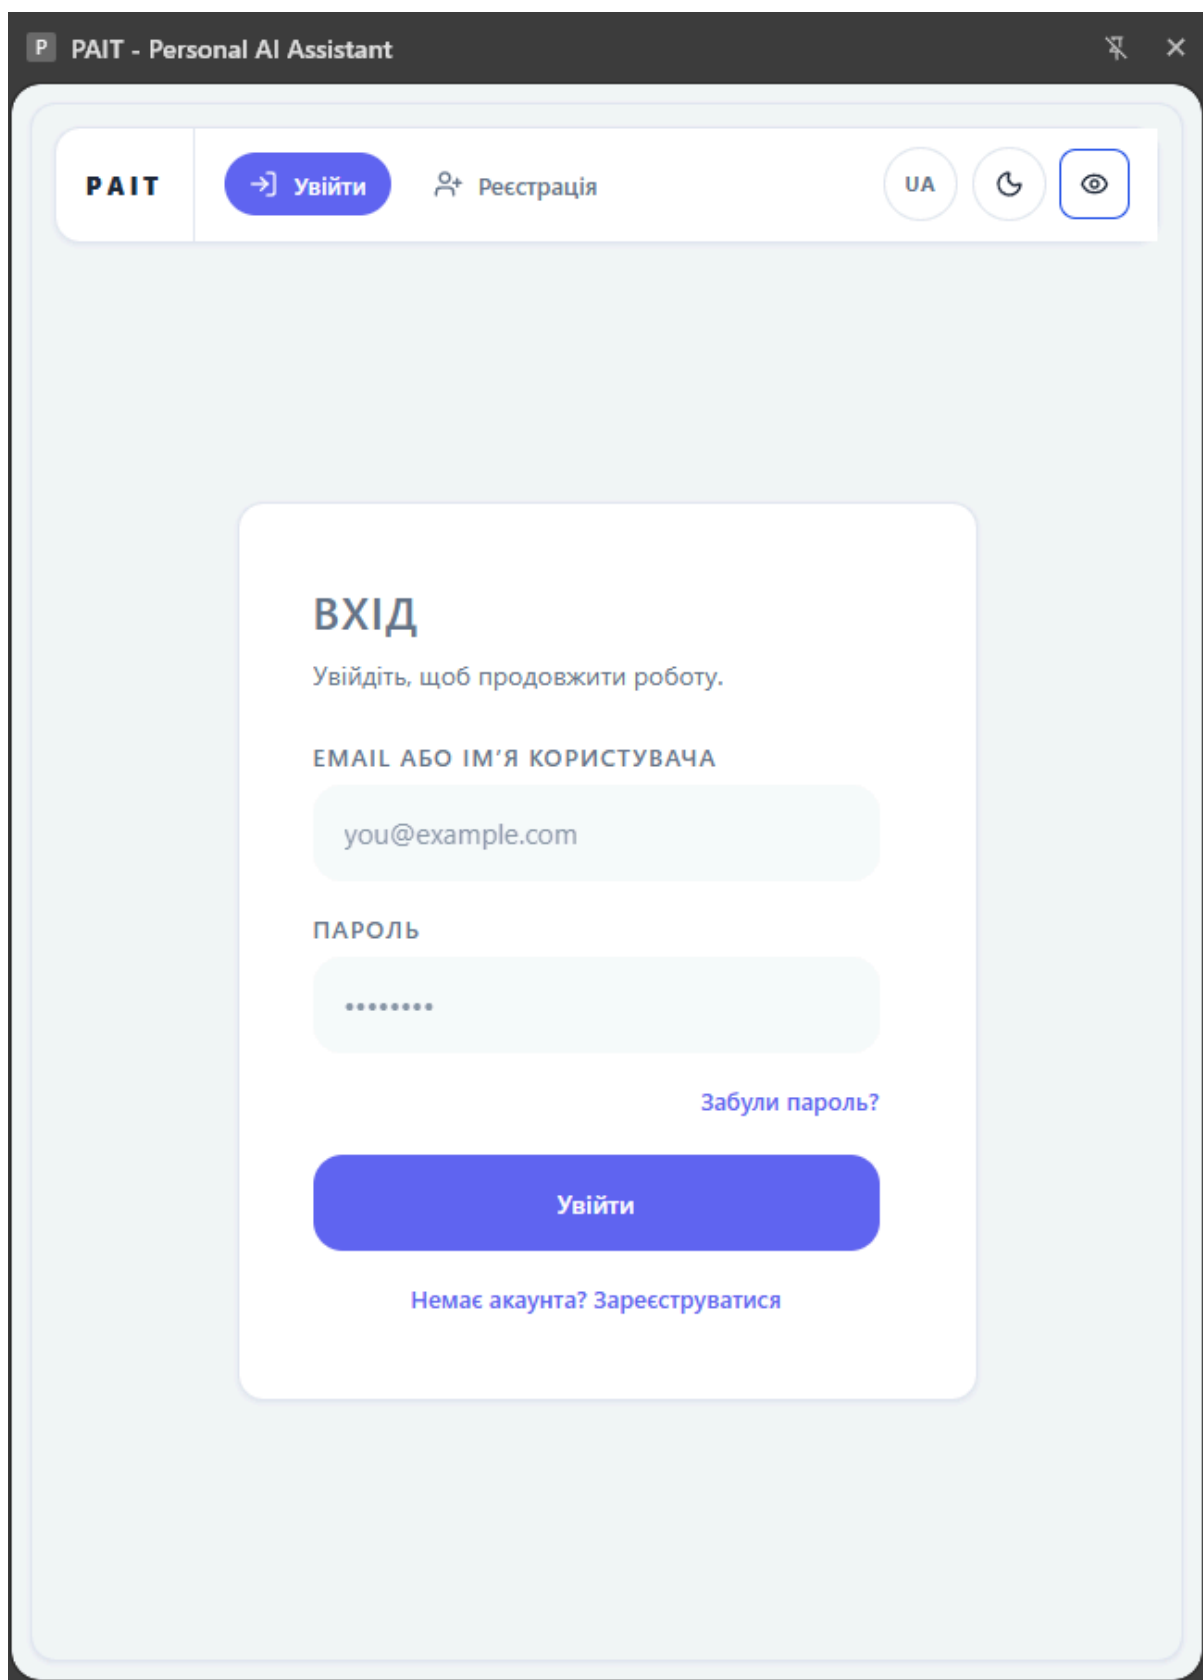 P PAIT - Personal AI Assistant
PAIT
Увійти
Реєстрація
UA
ВХІД
Увійдіть, щоб продовжити роботу.
EMAIL АБО ІМ’Я КОРИСТУВАЧА
you@example.com
ПАРОЛЬ
••••••••
Забули пароль?
Увійти
Немає акаунта? Зареєструватися